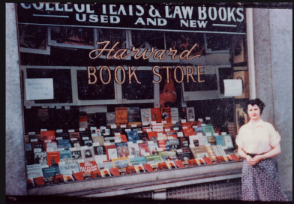 COLLEGE TEXTS & LAW BOOKS
USED AND NEW
Harvard
BOOK STORE